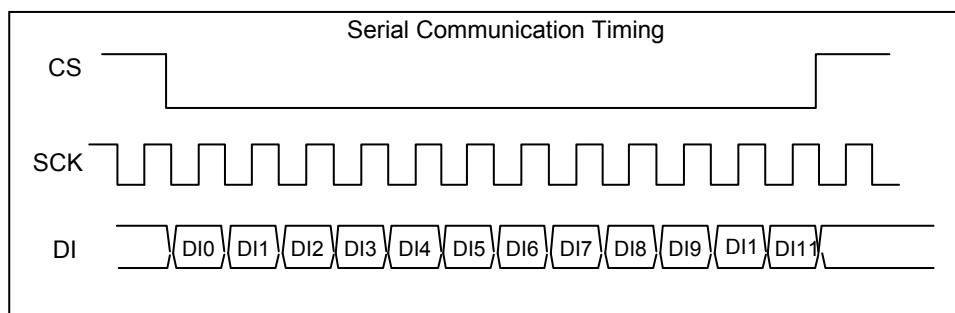 Serial Communication Timing
CS
SCK
DI
DI0 DI1 DI2 DI3 DI4 DI5 DI6 DI7 DI8 DI9 DI1 DI11